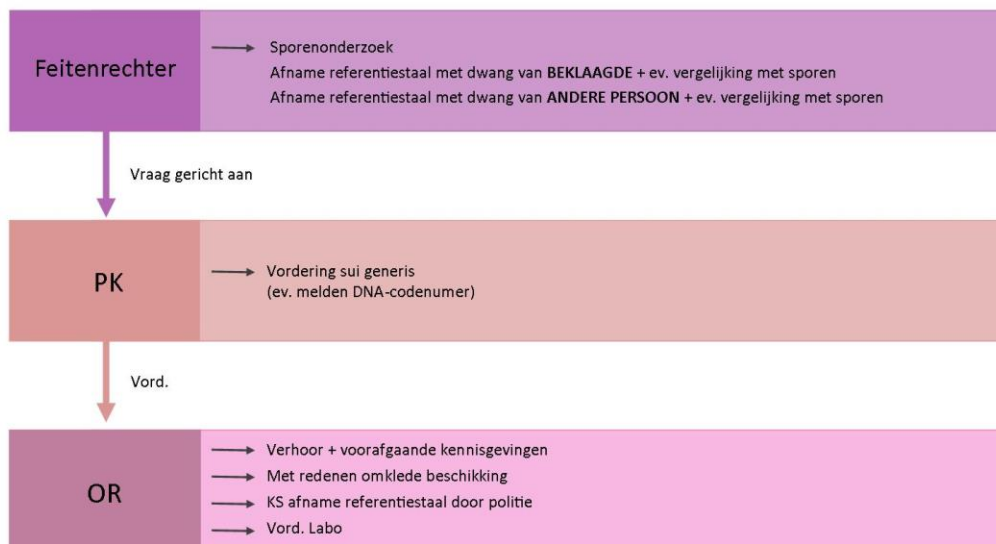 Feitenrechter
Sporenonderzoek
Afname referentiestaal met dwang van BEKLAAGDE + ev. vergelijking met sporen
Afname referentiestaal met dwang van ANDERE PERSOON + ev. vergelijking met sporen
Vraag gericht aan
PK
Vordering sui generis
(ev. melden DNA-codenumer)
Vord.
OR
Verhoor + voorafgaande kennisgevingen
Met redenen omklede beschikking
KS afname referentiestaal door politie
Vord. Labo